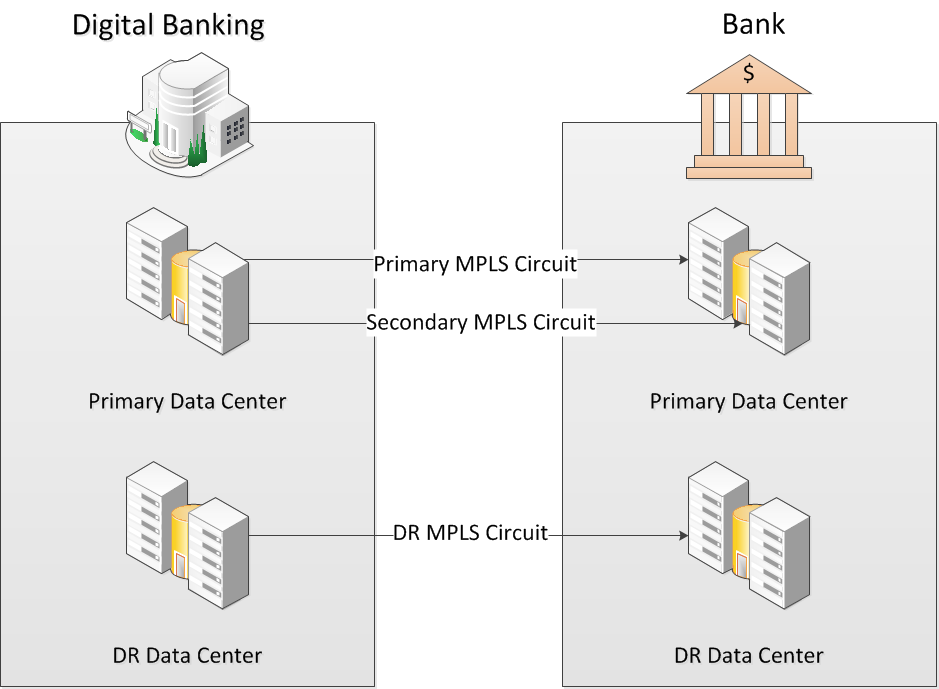 Digital Banking
Bank
$
Primary MPLS Circuit
Secondary MPLS Circuit
Primary Data Center
Primary Data Center
DR MPLS Circuit
DR Data Center
DR Data Center